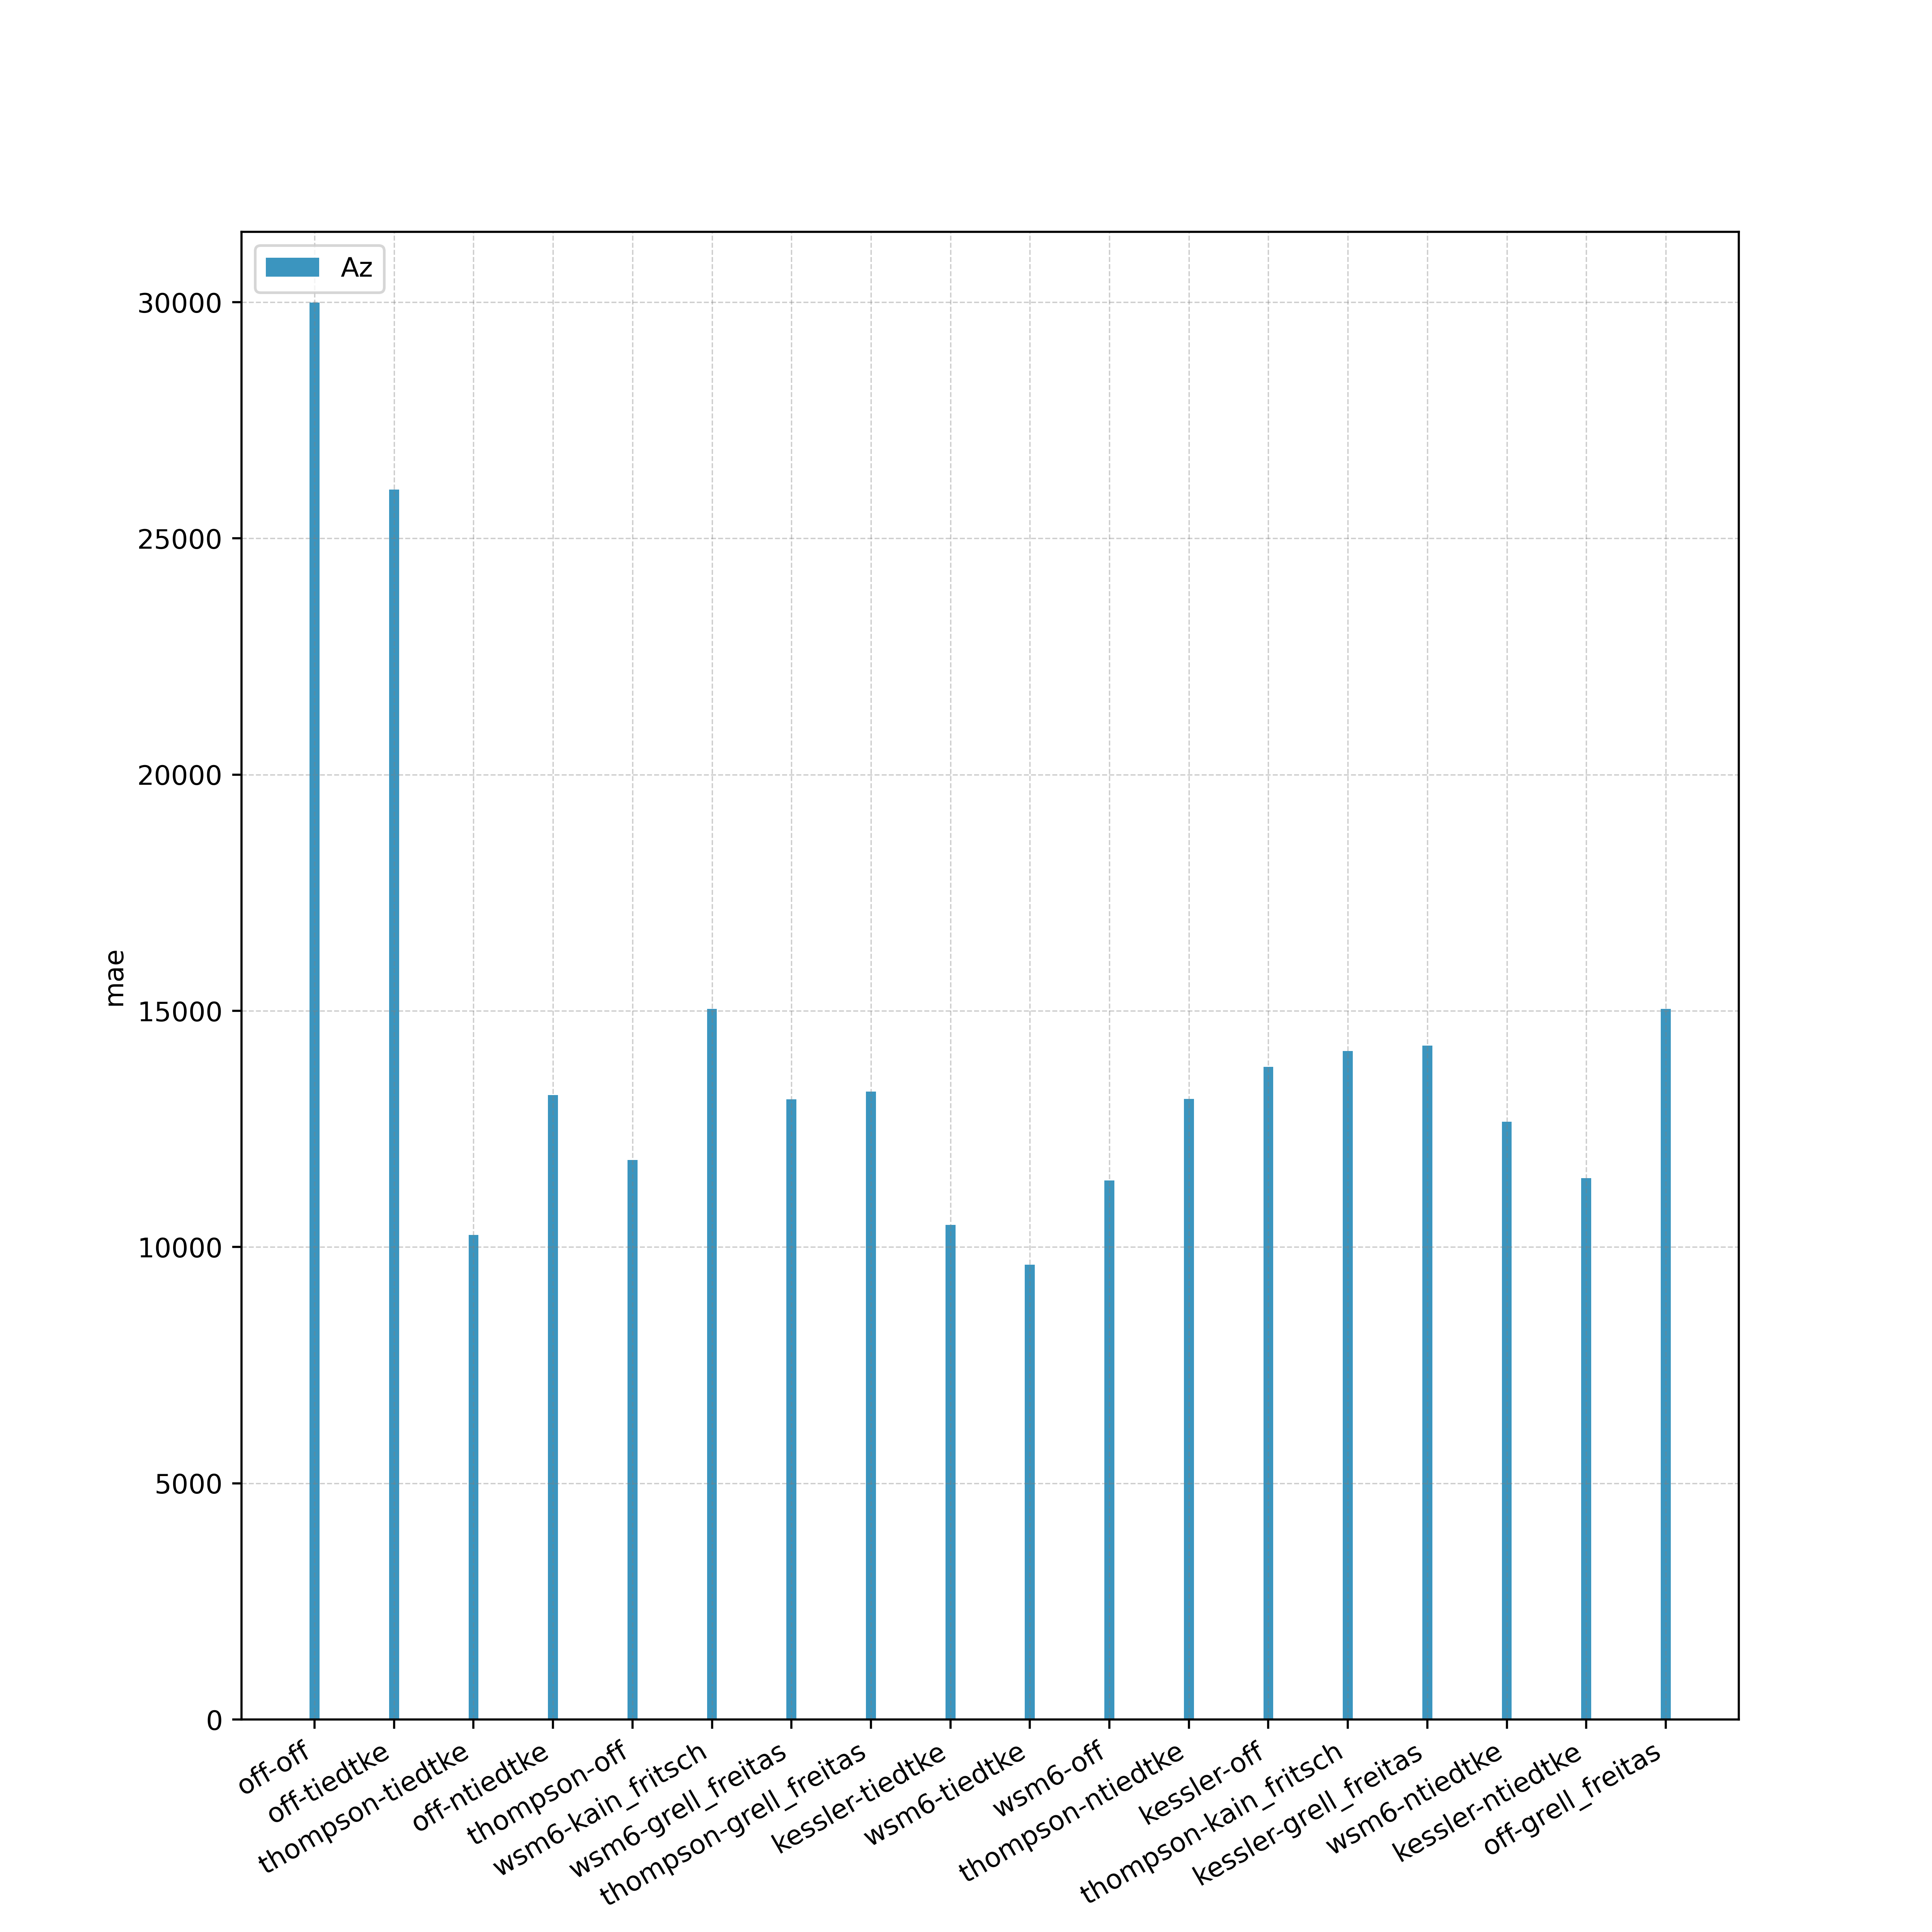 Az
30000
25000
20000
15000
10000
5000
0
mae
off-off
off-tiedtke
thompson-tiedtke
off-ntiedtke
thompson-off
wsm6-kain_fritsch
wsm6-grell_freitas
thompson-grell_freitas
kessler-tiedtke
wsm6-tiedtke
wsm6-off
thompson-ntiedtke
kessler-off
thompson-kain_fritsch
kessler-grell_freitas
wsm6-ntiedtke
kessler-ntiedtke
off-grell_freitas